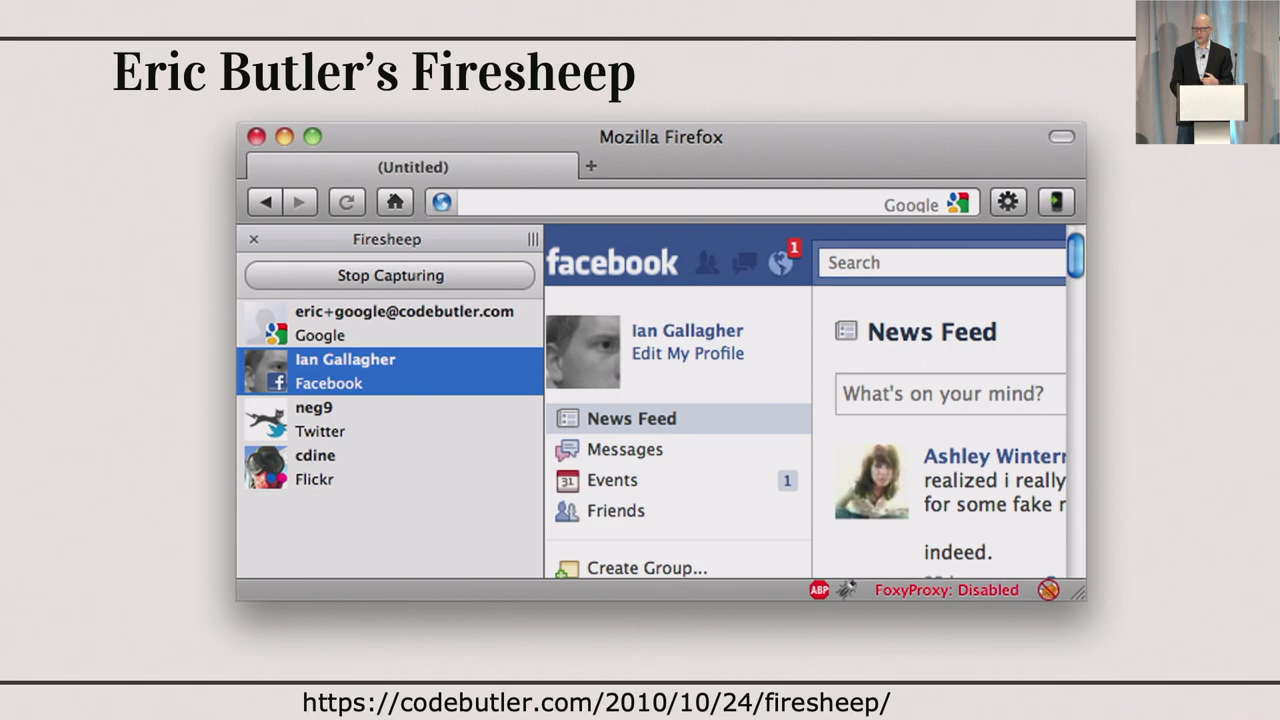 Eric Butler's Firesheep
Mozilla Firefox
(Untitled)
Google
Firesheep
Stop Capturing
eric+google@codebutler.com
Google
Ian Gallagher
Facebook
neg9
Twitter
cdine
Flickr
facebook
1
Search
Ian Gallagher
Edit My Profile
News Feed
Messages
31 Events 1
Friends
Create Group...
News Feed
What's on your mind?
Ashley
realized i really
for some fake
indeed.
ABP FoxyProxy: Disabled
https://codebutler.com/2010/10/24/firesheep/